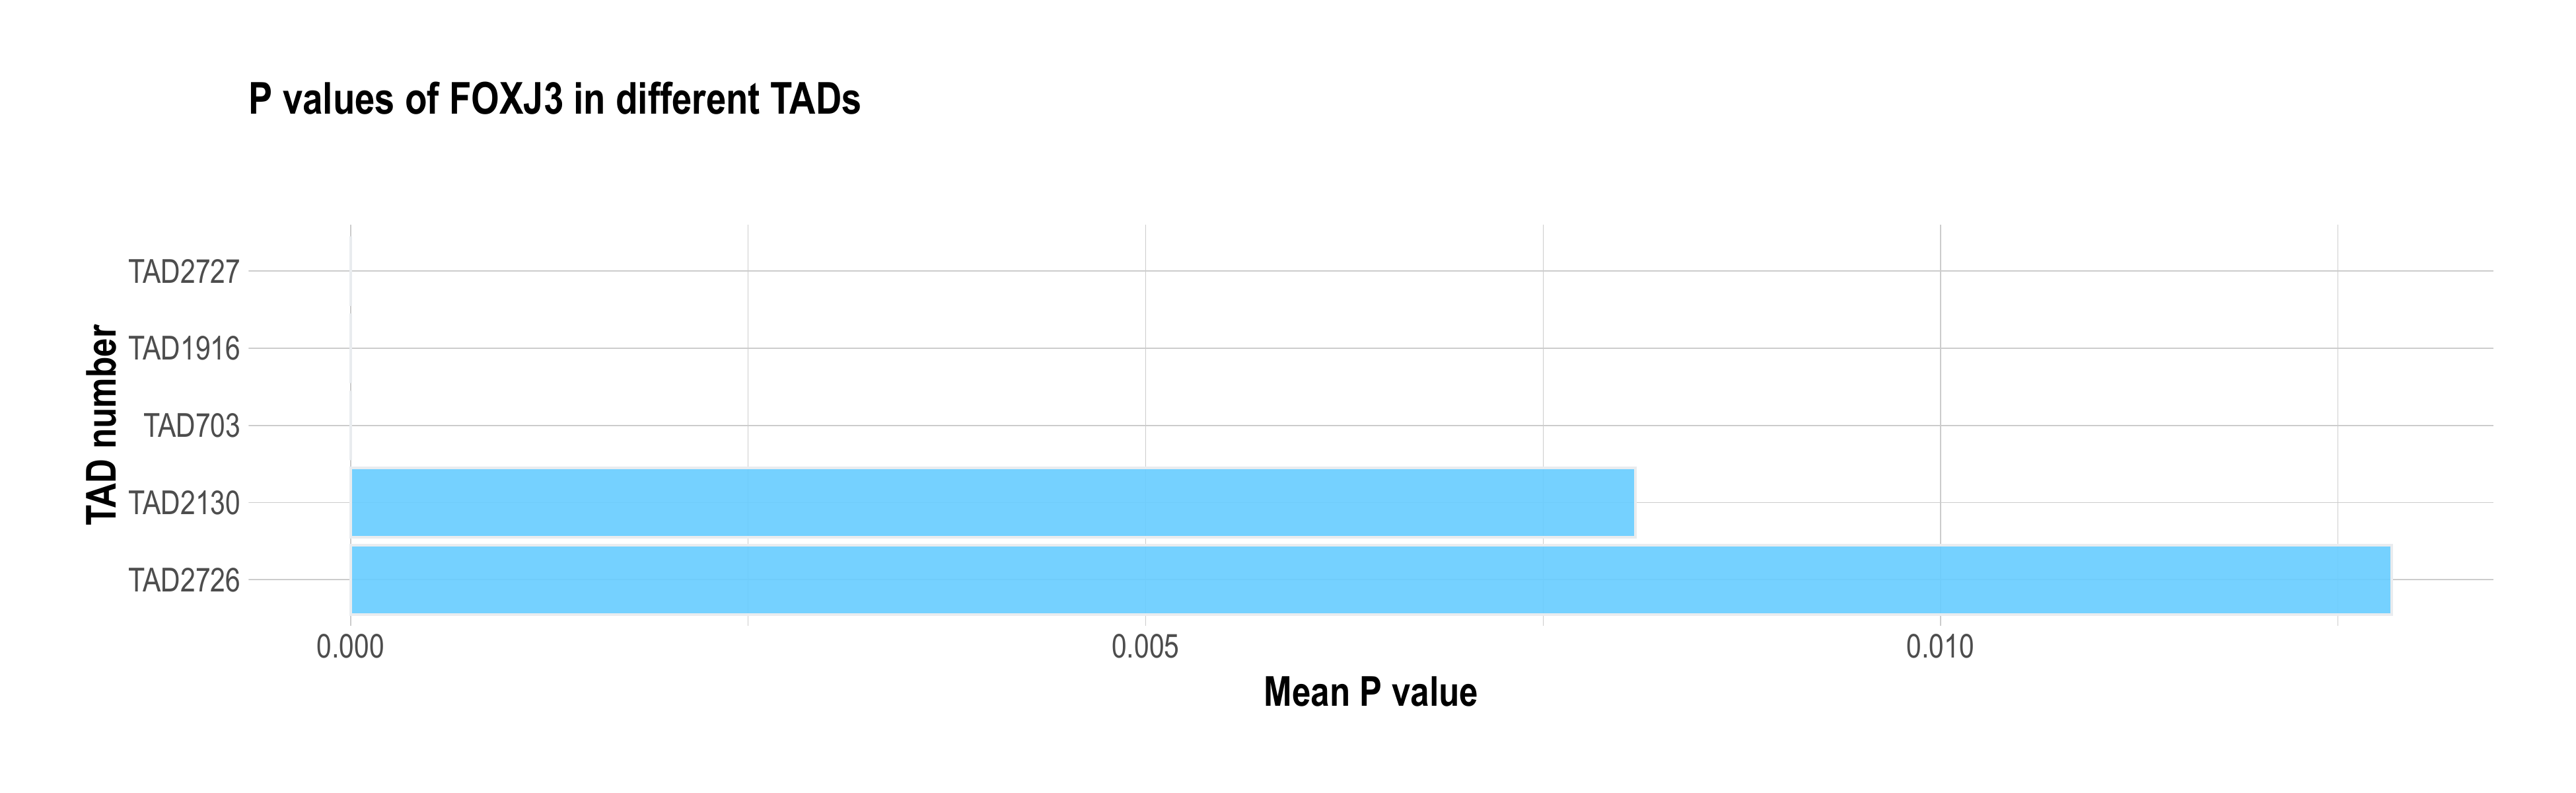 P values of FOXJ3 in different TADs
TAD number
TAD2727
TAD1916
TAD703
TAD2130
TAD2726
0.000 0.005 0.010
Mean P value